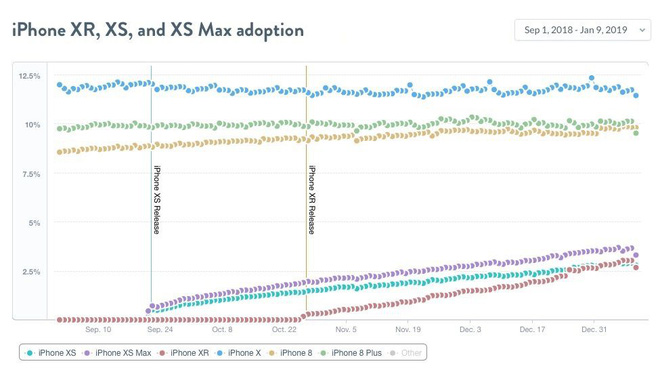 iPhone XR, XS, and XS Max adoption
Sep 1, 2018 - Jan 9, 2019
12.5%
10%
7.5%
5%
2.5%
iPhone XS Release
iPhone XR Release
Sep. 10
Sep. 24
Oct. 8
Oct. 22
Nov. 5
Nov. 19
Dec. 3
Dec. 17
Dec. 31
iPhone XS iPhone XS Max iPhone XR iPhone X iPhone 8 iPhone 8 Plus Other